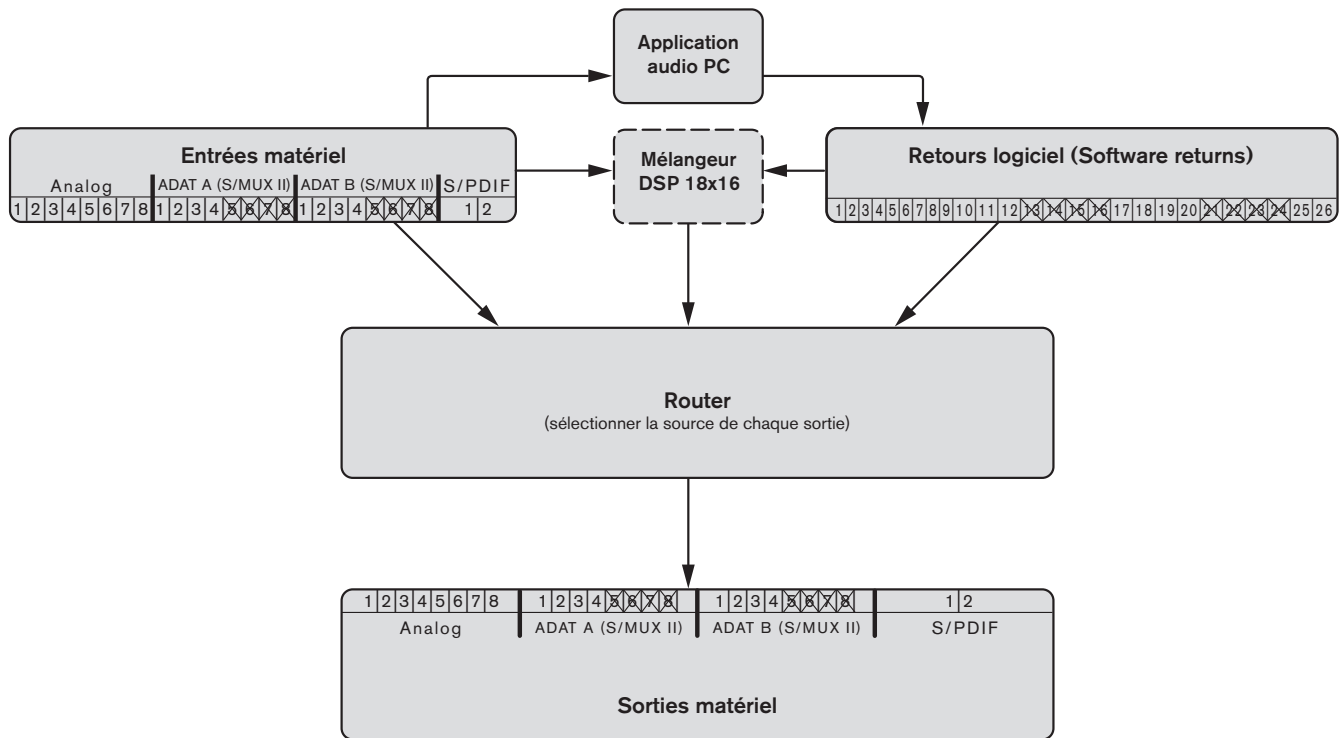 Application
audio PC
Entrées matériel
Analog ADAT A (S/MUX II) ADAT B (S/MUX II) S/PDIF
1 2 3 4 5 6 7 8 1 2 3 4 5 6 7 8 1 2 3 4 5 6 7 8 1 2
Mélangeur
DSP 18x16
Retours logiciel (Software returns)
1 2 3 4 5 6 7 8 9 10 11 12 13 14 15 16 17 18 19 20 21 22 23 24 25 26
Router
(sélectionner la source de chaque sortie)
1 2 3 4 5 6 7 8 1 2 3 4 5 6 7 8 1 2 3 4 5 6 7 8 1 2
Analog ADAT A (S/MUX II) ADAT B (S/MUX II) S/PDIF
Sorties matériel